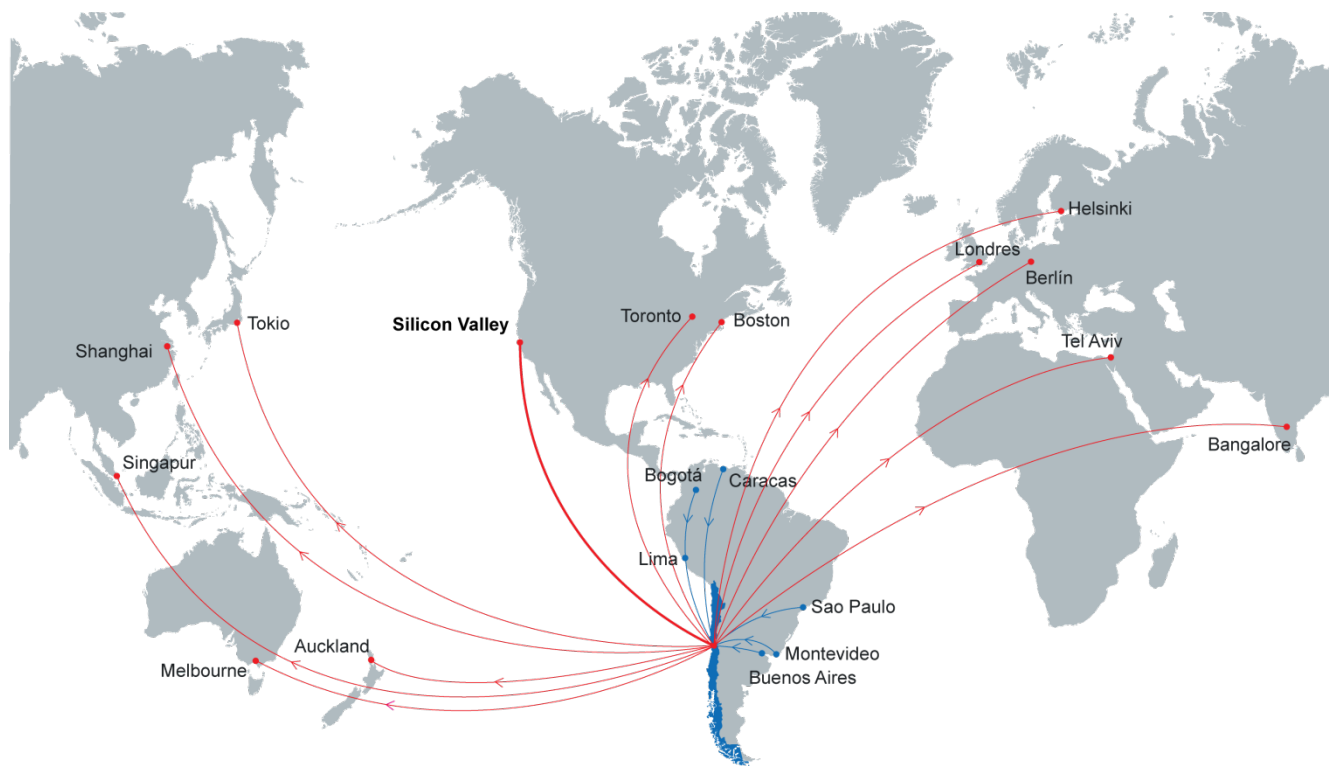 Helsinki
Londres
Berlín
Toronto
Boston
Silicon Valley
Tokio
Shanghai
Tel Aviv
Bangalore
Singapur
Bogotá
Caracas
Lima
Sao Paulo
Auckland
Melbourne
Montevideo
Buenos Aires